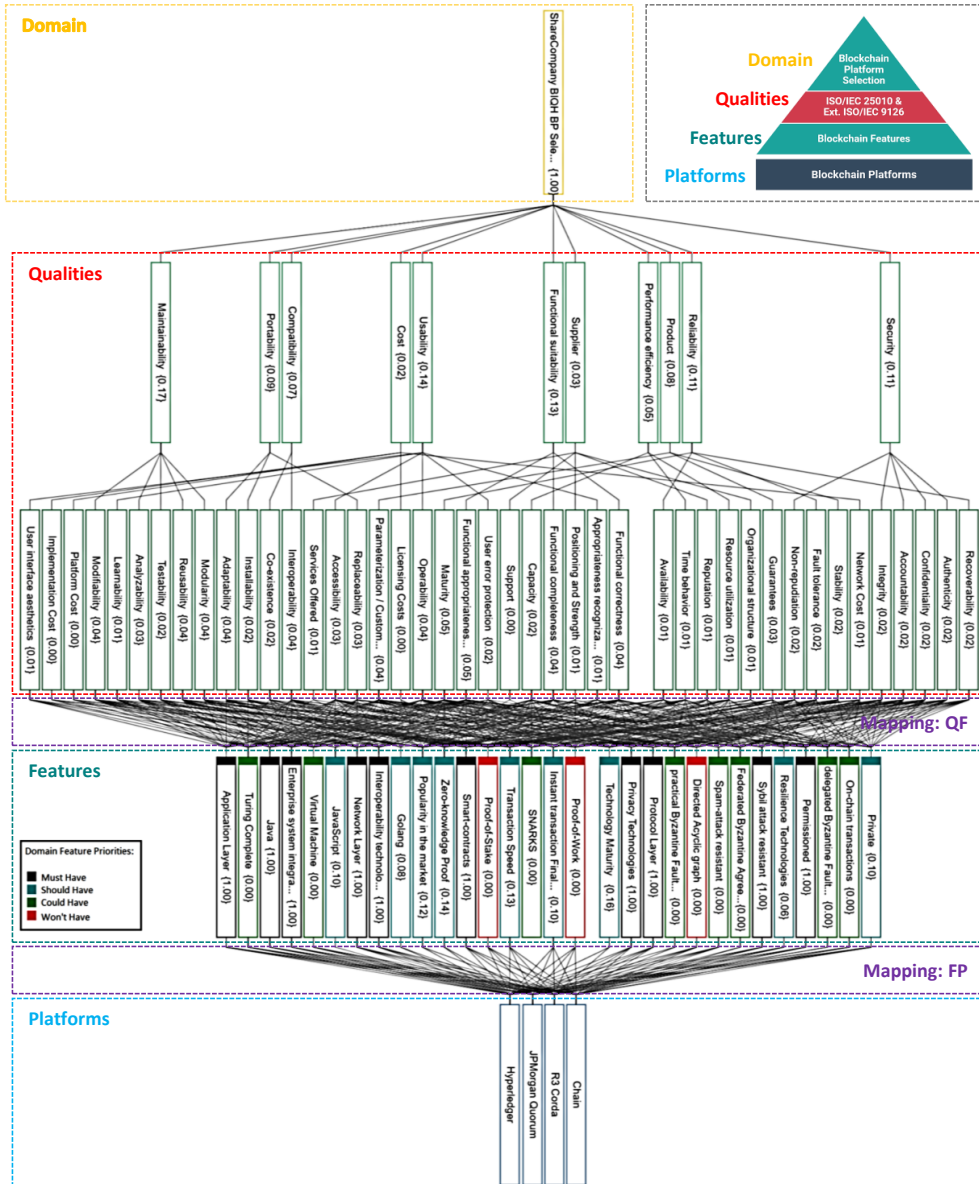 Domain
ShareCompany BIQH BP Sele... {1.00}
Domain
Qualities
Features
Platforms
Blockchain
Platform
Selection
ISO/IEC 25010 &
Ext. ISO/IEC 9126
Blockchain Features
Blockchain Platforms
Qualities
Maintainability {0.17}
Portability {0.09}
Compatibility {0.07}
Cost {0.02}
Usability {0.14}
Functional suitability {0.13}
Supplier {0.03}
Performance efficiency {0.05}
Product {0.08}
Reliability {0.11}
Security {0.11}
User interface aesthetics {0.01}
Implementation Cost {0.00}
Platform Cost {0.00}
Modifiability {0.04}
Learnability {0.01}
Analyzability {0.03}
Testability {0.02}
Reusability {0.04}
Modularity {0.04}
Adaptability {0.04}
Installability {0.02}
Co-existence {0.02}
Interoperability {0.04}
Services Offered {0.01}
Accessibility {0.03}
Replaceability {0.03}
Parameterization / Custom... {0.04}
Licensing Costs {0.00}
Operability {0.04}
Maturity {0.05}
Functional appropriatenes... {0.05}
User error protection {0.02}
Support {0.00}
Capacity {0.02}
Functional completeness {0.04}
Positioning and Strength {0.01}
Appropriateness recogniza... {0.01}
Functional correctness {0.04}
Availability {0.01}
Time behavior {0.01}
Reputation {0.01}
Resource utilization {0.01}
Organizational structure {0.01}
Guarantees {0.03}
Non-repudiation {0.02}
Fault tolerance {0.02}
Stability {0.02}
Network Cost {0.01}
Integrity {0.02}
Accountability {0.02}
Confidentiality {0.02}
Authenticity {0.02}
Recoverability {0.02}
Mapping: QF
Features
Domain Feature Priorities:
Must Have
Should Have
Could Have
Won't Have
Application Layer {1.00}
Turing Complete {0.00}
Java {1.00}
Enterprise system integra... {1.00}
Virtual Machine {0.00}
JavaScript {0.10}
Network Layer {1.00}
Interoperability technolo... {1.00}
Golang {0.08}
Popularity in the market {0.12}
Zero-knowledge Proof {0.14}
Smart-contracts {1.00}
Proof-of-Stake {0.00}
Transaction Speed {0.13}
SNARKS {0.00}
Instant transaction Final... {0.10}
Proof-of-Work {0.00}
Technology Maturity {0.16}
Privacy Technologies {1.00}
Protocol Layer {1.00}
practical Byzantine Fault... {0.00}
Directed Acyclic graph {0.00}
Spam-attack resistant {0.00}
Federated Byzantine Agree... {0.00}
Sybil attack resistant {1.00}
Resilience Technologies {0.06}
Permissioned {1.00}
delegated Byzantine Fault... {0.00}
On-chain transactions {0.00}
Private {0.10}
Mapping: FP
Platforms
Hyperledger
JPMorgan Quorum
R3 Corda
Chain